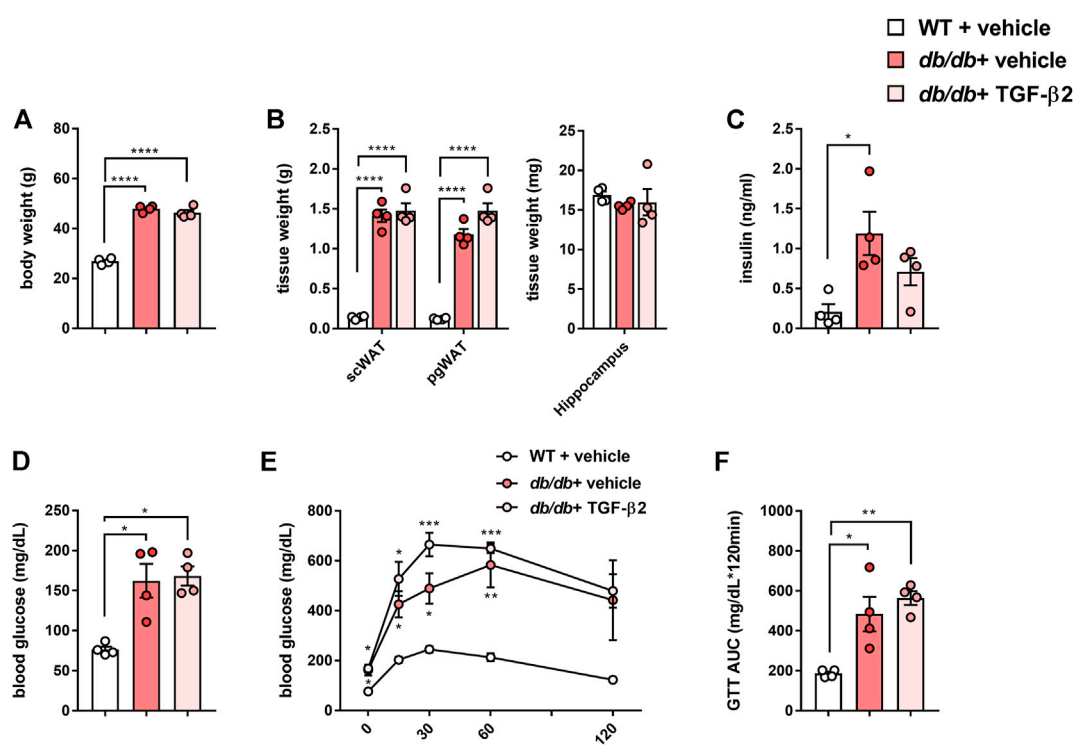 WT + vehicle
db/db+ vehicle
db/db+ TGF-β2
A
body weight (g)
80
60
40
20
0
****
****
B
tissue weight (g)
2.5
2.0
1.5
1.0
0.5
0.0
****
****
****
****
scWAT
pgWAT
tissue weight (mg)
25
20
15
10
5
0
Hippocampus
C
insulin (ng/ml)
2.5
2.0
1.5
1.0
0.5
0.0
*
D
blood glucose (mg/dL)
250
200
150
100
50
0
*
*
E
WT + vehicle
db/db+ vehicle
db/db+ TGF-β2
blood glucose (mg/dL)
800
600
400
200
0
*
*
*
*
***
*
***
**
0
30
60
120
F
GTT AUC (mg/dL*120min)
1000
800
600
400
200
0
**
*